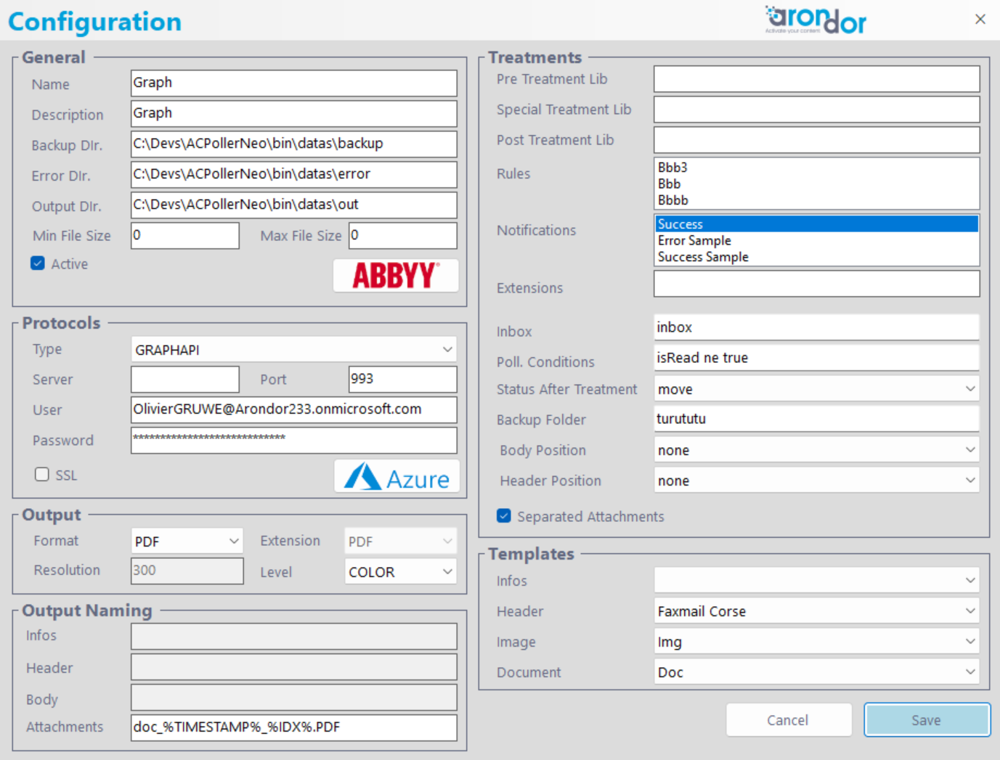 Configuration
arondor
Activate your content
General
Name Graph
Description Graph
Backup DIr. C:\Devs\ACPollerNeo\bin\datas\backup
Error DIr. C:\Devs\ACPollerNeo\bin\datas\error
Output DIr. C:\Devs\ACPollerNeo\bin\datas\out
Min File Size 0 Max File Size 0
Active
ABBYY
Protocols
Type GRAPHAPI
Server Port 993
User OlivierGRUWE@Arondor233.onmicrosoft.com
Password ****************************
SSL
Azure
Output
Format PDF Extension PDF
Resolution 300 Level COLOR
Output Naming
Infos
Header
Body
Attachments doc_%TIMESTAMP%_%IDX%.PDF
Treatments
Pre Treatment Lib
Special Treatment Lib
Post Treatment Lib
Rules
Bbb3
Bbb
Bbbb
Notifications
Success
Error Sample
Success Sample
Extensions
Inbox inbox
Poll. Conditions isRead ne true
Status After Treatment move
Backup Folder turututu
Body Position none
Header Position none
Separated Attachments
Templates
Infos
Header Faxmail Corse
Image Img
Document Doc
Cancel Save